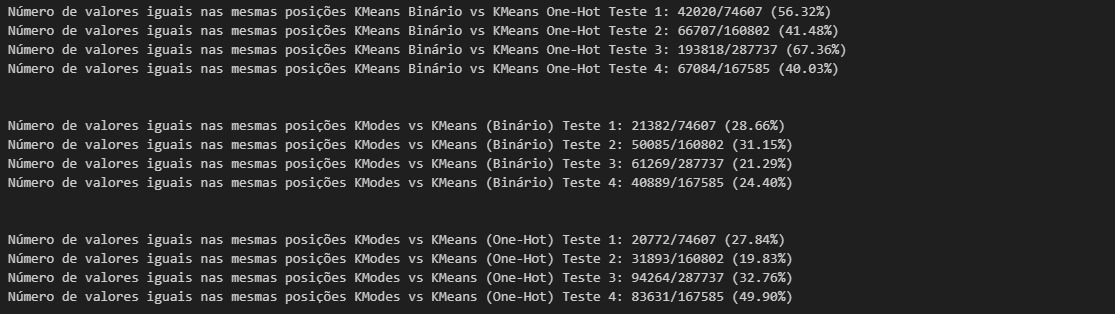 Número de valores iguais nas mesmas posições KMeans Binário vs KMeans One-Hot Teste 1: 42020/74607 (56.32%)
Número de valores iguais nas mesmas posições KMeans Binário vs KMeans One-Hot Teste 2: 66707/160802 (41.48%)
Número de valores iguais nas mesmas posições KMeans Binário vs KMeans One-Hot Teste 3: 193818/287737 (67.36%)
Número de valores iguais nas mesmas posições KMeans Binário vs KMeans One-Hot Teste 4: 67084/167585 (40.03%)
Número de valores iguais nas mesmas posições KModes vs KMeans (Binário) Teste 1: 21382/74607 (28.66%)
Número de valores iguais nas mesmas posições KModes vs KMeans (Binário) Teste 2: 50085/160802 (31.15%)
Número de valores iguais nas mesmas posições KModes vs KMeans (Binário) Teste 3: 61269/287737 (21.29%)
Número de valores iguais nas mesmas posições KModes vs KMeans (Binário) Teste 4: 40889/167585 (24.40%)
Número de valores iguais nas mesmas posições KModes vs KMeans (One-Hot) Teste 1: 20772/74607 (27.84%)
Número de valores iguais nas mesmas posições KModes vs KMeans (One-Hot) Teste 2: 31893/160802 (19.83%)
Número de valores iguais nas mesmas posições KModes vs KMeans (One-Hot) Teste 3: 94264/287737 (32.76%)
Número de valores iguais nas mesmas posições KModes vs KMeans (One-Hot) Teste 4: 83631/167585 (49.90%)